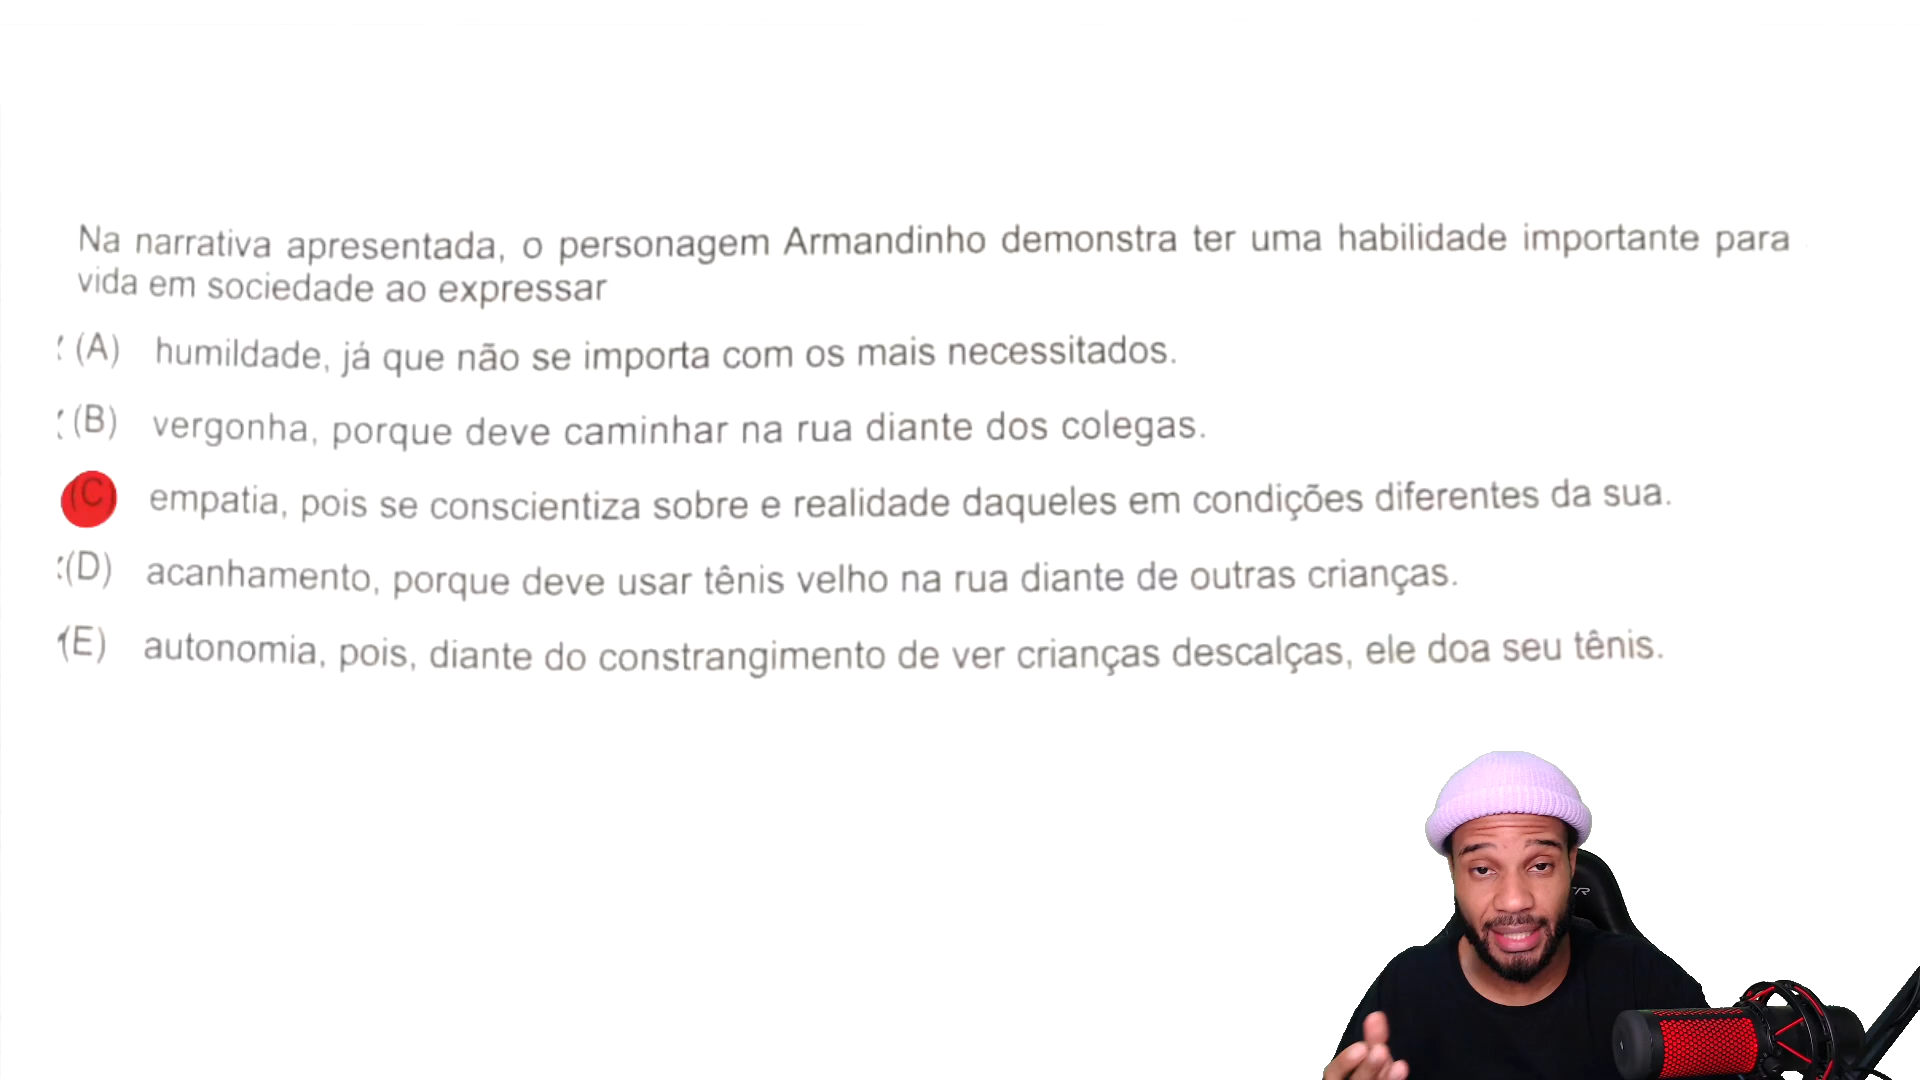 Na narrativa apresentada, o personagem Armandinho demonstra ter uma habilidade importante para
vida em sociedade ao expressar
(A) humildade, já que não se importa com os mais necessitados.
(B) vergonha, porque deve caminhar na rua diante dos colegas.
(C) empatia, pois se conscientiza sobre e realidade daqueles em condições diferentes da sua.
(D) acanhamento, porque deve usar tênis velho na rua diante de outras crianças.
(E) autonomia, pois, diante do constrangimento de ver crianças descalças, ele doa seu tênis.